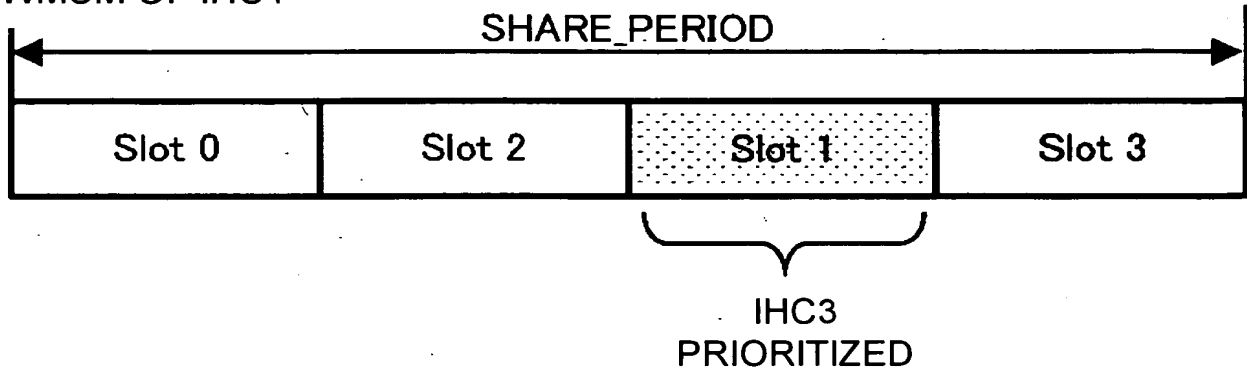 SHARE_PERIOD
Slot 0 Slot 2 Slot 1 Slot 3
IHC3
PRIORITIZED